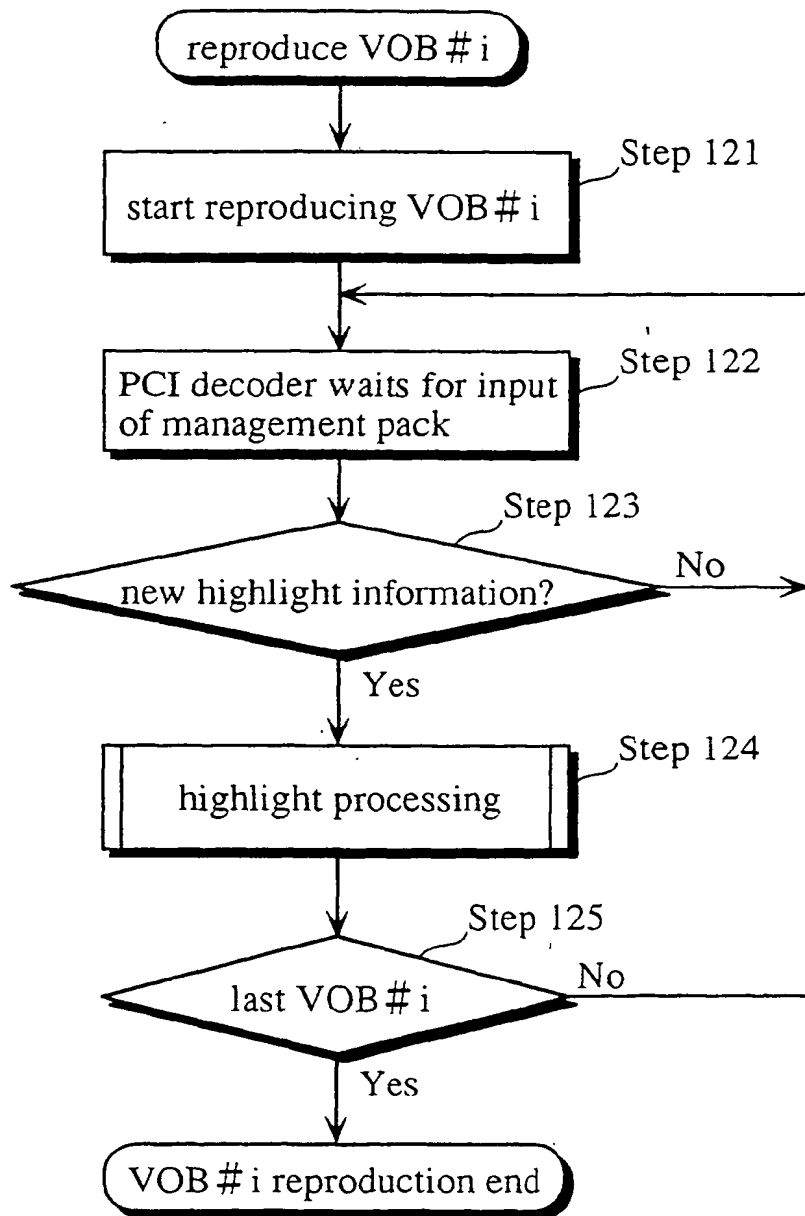 reproduce VOB # i
Step 121
start reproducing VOB # i
Step 122
PCI decoder waits for input
of management pack
Step 123
new highlight information?
No
Yes
Step 124
highlight processing
Step 125
last VOB # i
No
Yes
VOB # i reproduction end